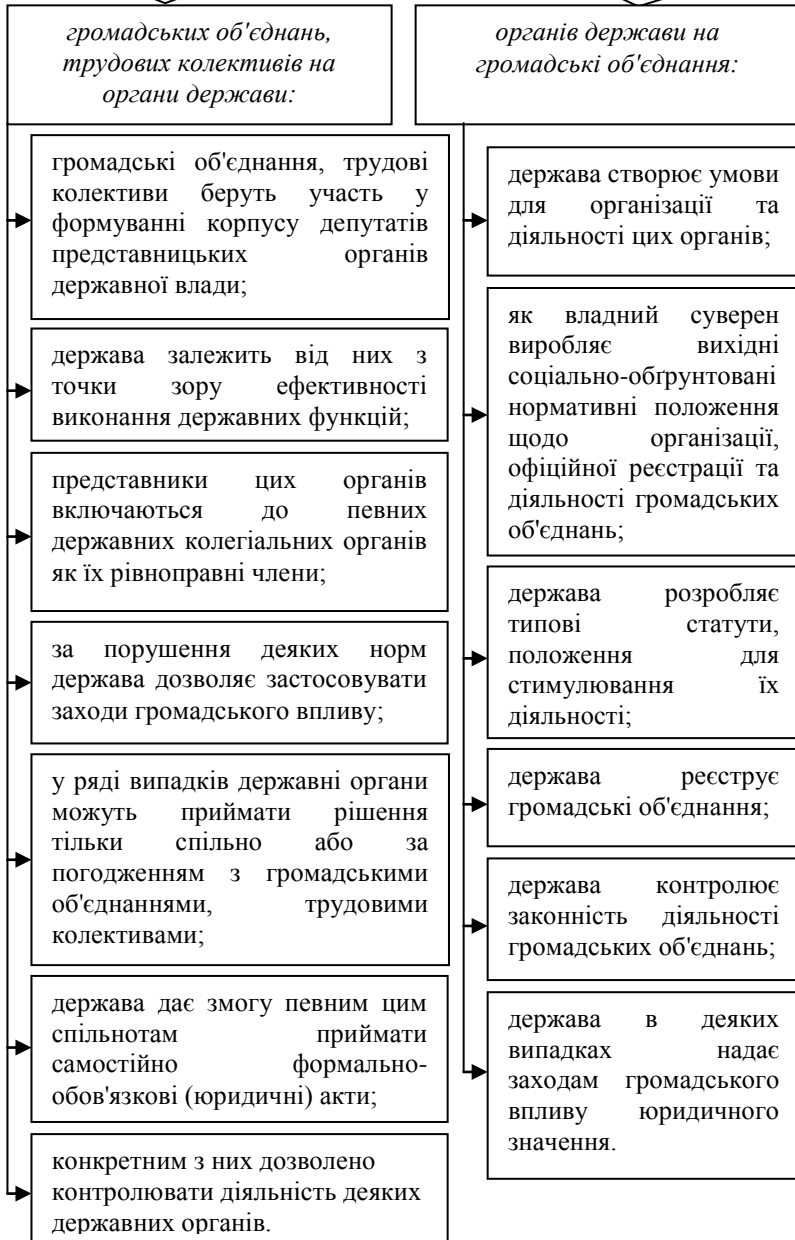 громадських об'єднань,
трудових колективів на
органи держави:
громадські об'єднання, трудові
колективи беруть участь у
формуванні корпусу депутатів
представницьких органів
державної влади;
держава залежить від них з
точки зору ефективності
виконання державних функцій;
представники цих органів
включаються до певних
державних колегіальних органів
як їх рівноправні члени;
за порушення деяких норм
держава дозволяє застосовувати
заходи громадського впливу;
у ряді випадків державні органи
можуть приймати рішення
тільки спільно або за
погодженням з громадськими
об'єднаннями, трудовими
колективами;
держава дає змогу певним цим
спільнотам приймати
самостійно формально-
обов'язкові (юридичні) акти;
конкретним з них дозволено
контролювати діяльність деяких
державних органів.
органів держави на
громадські об'єднання:
держава створює умови
для організації та
діяльності цих органів;
як владний суверен
виробляє вихідні
соціально-обґрунтовані
нормативні положення
щодо організації,
офіційної реєстрації та
діяльності громадських
об'єднань;
держава розробляє
типові статути,
положення для
стимулювання їх
діяльності;
держава реєструє
громадські об'єднання;
держава контролює
законність діяльності
громадських об'єднань;
держава в деяких
випадках надає
заходам громадського
впливу юридичного
значення.